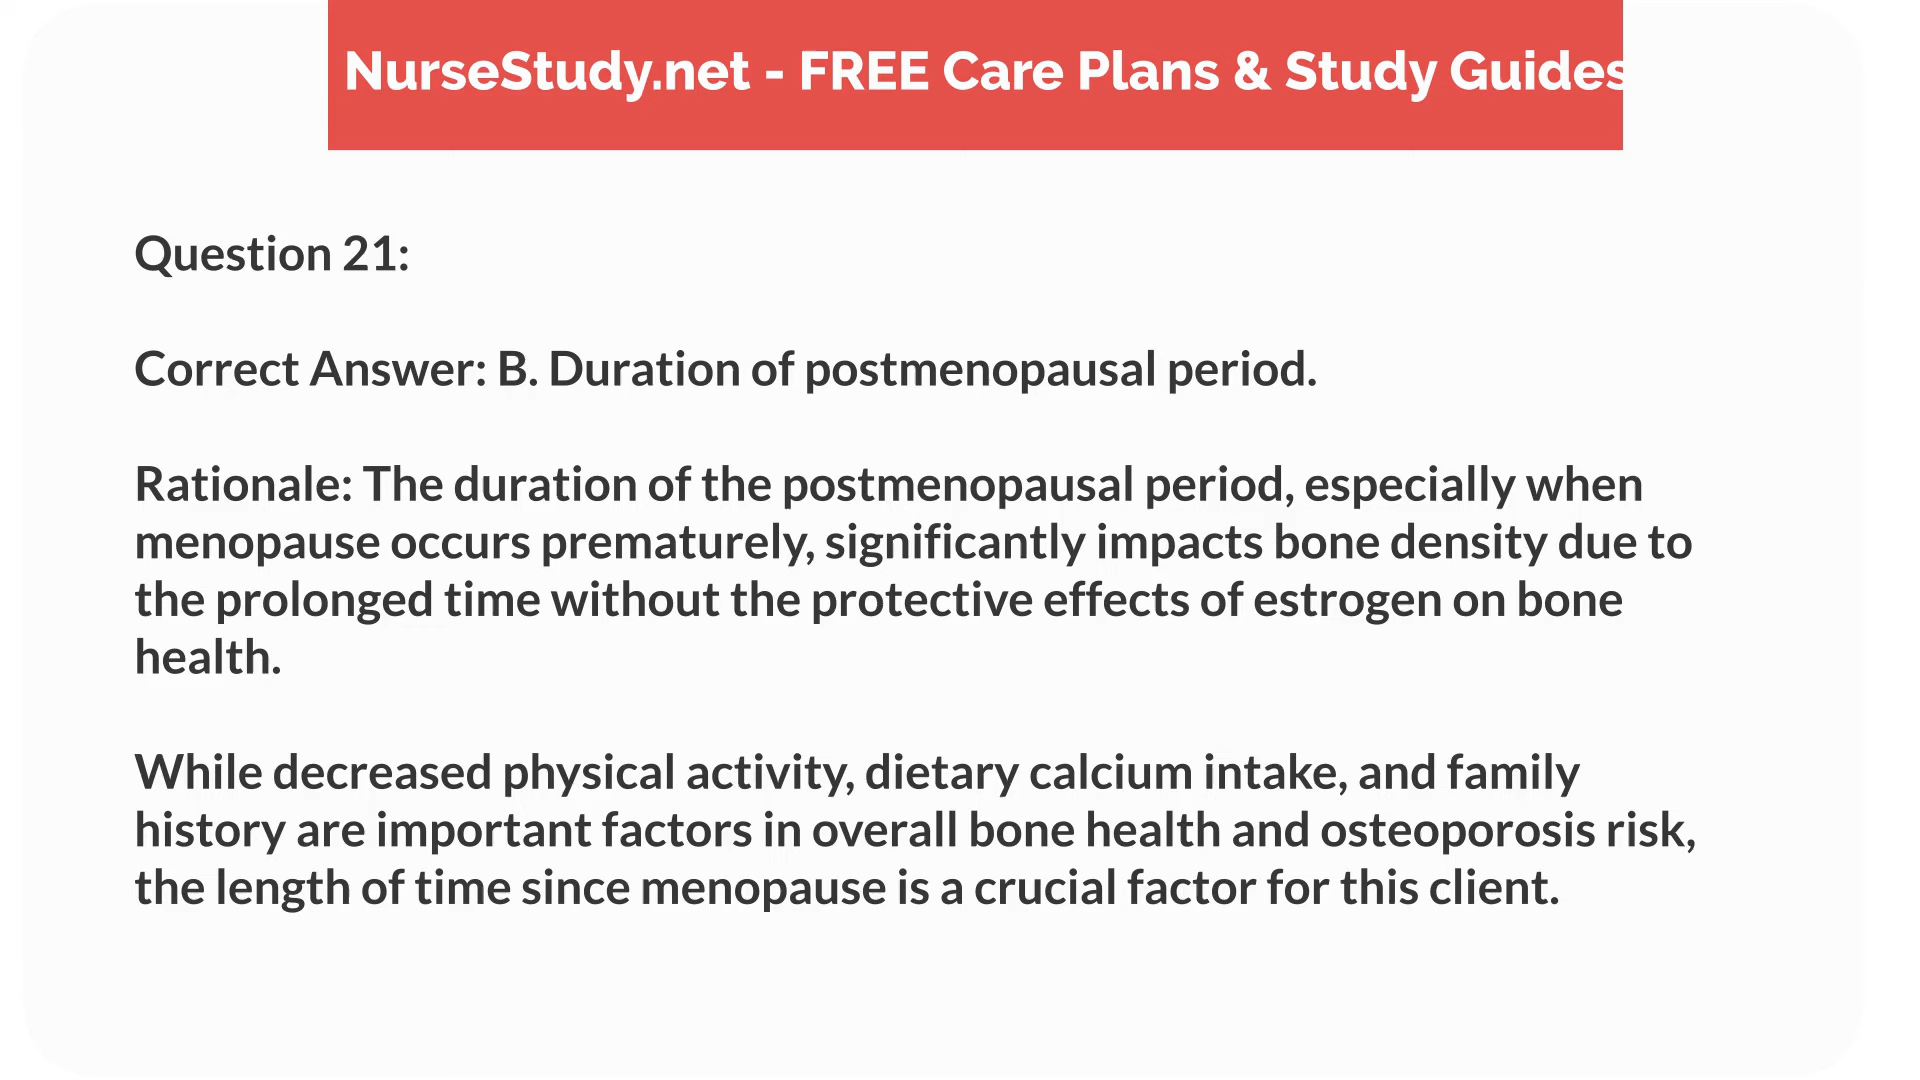 NurseStudy.net - FREE Care Plans & Study Guides
Question 21:
Correct Answer: B. Duration of postmenopausal period.
Rationale: The duration of the postmenopausal period, especially when
menopause occurs prematurely, significantly impacts bone density due to
the prolonged time without the protective effects of estrogen on bone
health.
While decreased physical activity, dietary calcium intake, and family
history are important factors in overall bone health and osteoporosis risk,
the length of time since menopause is a crucial factor for this client.